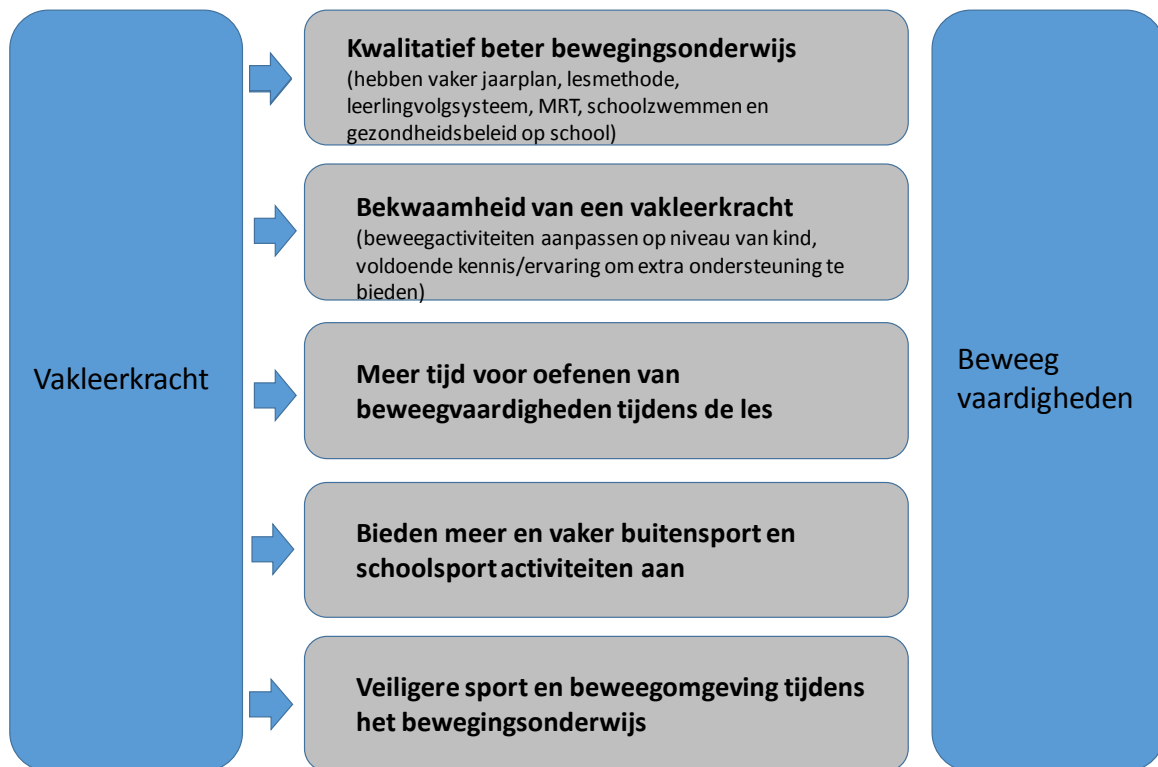 Vakleerkracht
Kwalitatief beter bewegingsonderwijs
(hebben vaker jaarplan, lesmethode,
leerlingvolgsysteem, MRT, schoolzwemmen en
gezondheidsbeleid op school)
Bekwaamheid van een vakleerkracht
(beweegactiviteiten aanpassen op niveau van kind,
voldoende kennis/ervaring om extra ondersteuning te
bieden)
Meer tijd voor oefenen van
beweegvaardigheden tijdens de les
Bieden meer en vaker buitensport en
schoolsport activiteiten aan
Veiligere sport en beweegomgeving tijdens
het bewegingsonderwijs
Beweeg
vaardigheden